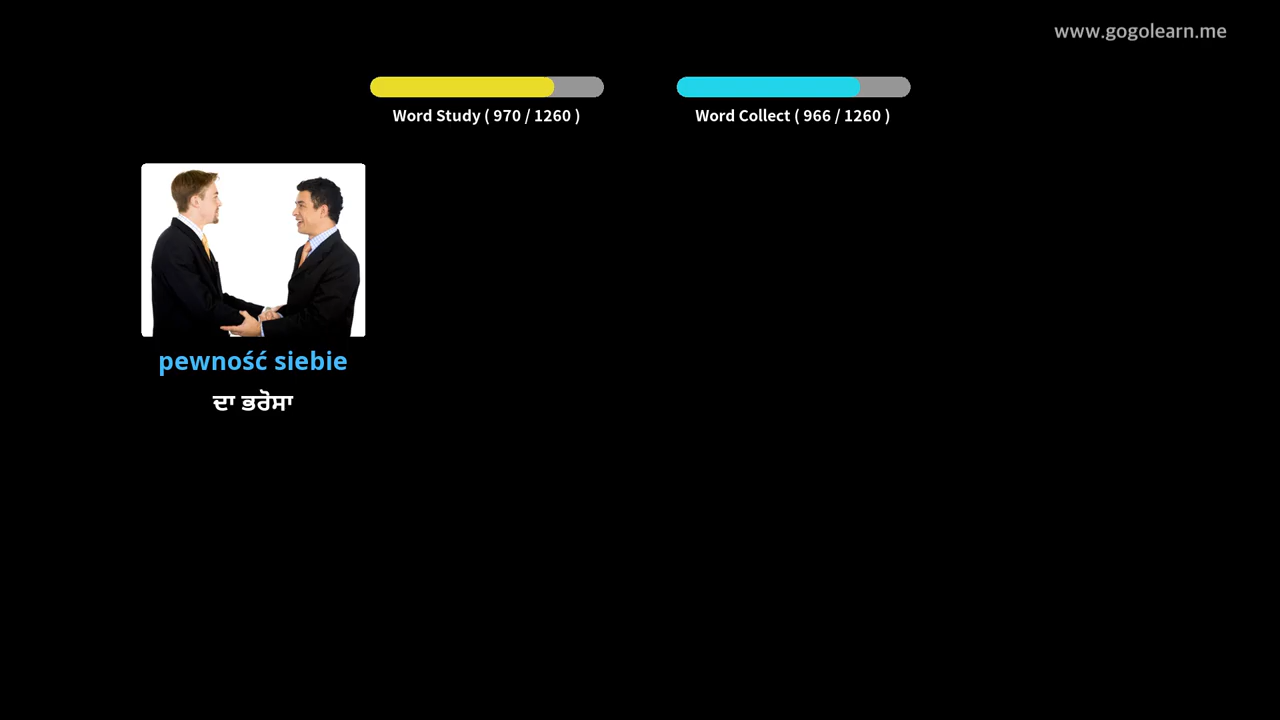 www.gogolearn.me
Word Study ( 970 / 1260 )
Word Collect ( 966 / 1260 )
pewność siebie
ਦਾ ਭਰੋਸਾ